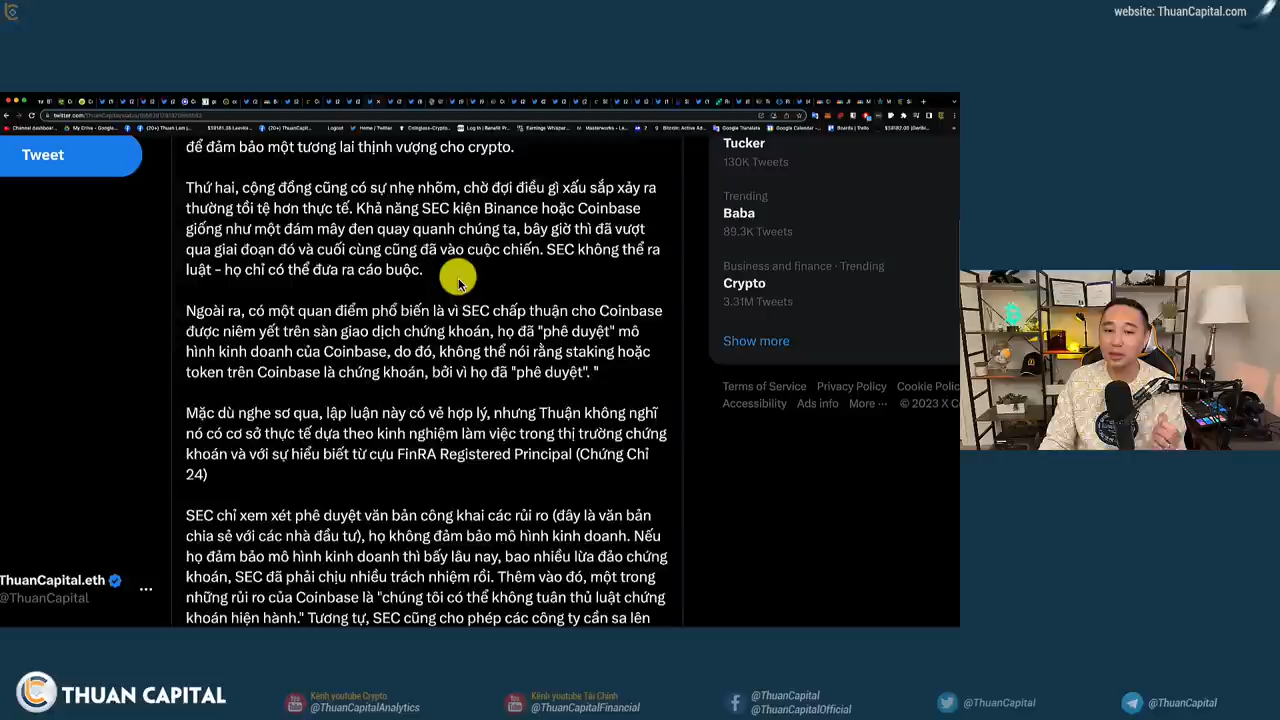 website: ThuanCapital.com
Tweet
để đảm bảo một tương lai thịnh vượng cho crypto.
Thứ hai, cộng đồng cũng có sự nhẹ nhõm, chờ đợi điều gì xấu sắp xảy ra
thường tồi tệ hơn thực tế. Khả năng SEC kiện Binance hoặc Coinbase
giống như một đám mây đen quay quanh chúng ta, bây giờ thì đã vượt
qua giai đoạn đó và cuối cùng cũng đã vào cuộc chiến. SEC không thể ra
luật - họ chỉ có thể đưa ra cáo buộc.
Ngoài ra, có một quan điểm phổ biến là vì SEC chấp thuận cho Coinbase
được niêm yết trên sàn giao dịch chứng khoán, họ đã "phê duyệt" mô
hình kinh doanh của Coinbase, do đó, không thể nói rằng staking hoặc
token trên Coinbase là chứng khoán, bởi vì họ đã "phê duyệt". "
Mặc dù nghe sơ qua, lập luận này có vẻ hợp lý, nhưng Thuận không nghĩ
nó có cơ sở thực tế dựa theo kinh nghiệm làm việc trong thị trường chứng
khoán và với sự hiểu biết từ cựu FinRA Registered Principal (Chứng Chỉ
24)
SEC chỉ xem xét phê duyệt văn bản công khai các rủi ro (đây là văn bản
chia sẻ với các nhà đầu tư), họ không đảm bảo mô hình kinh doanh. Nếu
họ đảm bảo mô hình kinh doanh thì bấy lâu nay, bao nhiêu lừa đảo chứng
khoán, SEC đã phải chịu nhiều trách nhiệm rồi. Thêm vào đó, một trong
những rủi ro của Coinbase là "chúng tôi có thể không tuân thủ luật chứng
khoán hiện hành." Tương tự, SEC cũng cho phép các công ty cần sa lên
ThuanCapital.eth
@ThuanCapital
Tucker
130K Tweets
Trending
Baba
89.3K Tweets
Business and finance · Trending
Crypto
3.31M Tweets
Show more
Terms of Service Privacy Policy Cookie Polic
Accessibility Ads info More ··· © 2023 X Co
THUAN CAPITAL
Kênh youtube Crypto
@ThuanCapitalAnalytics
Kênh youtube Tài Chính
@ThuanCapitalFinancial
@ThuanCapital
@ThuanCapitalOfficial
@ThuanCapital
@ThuanCapital